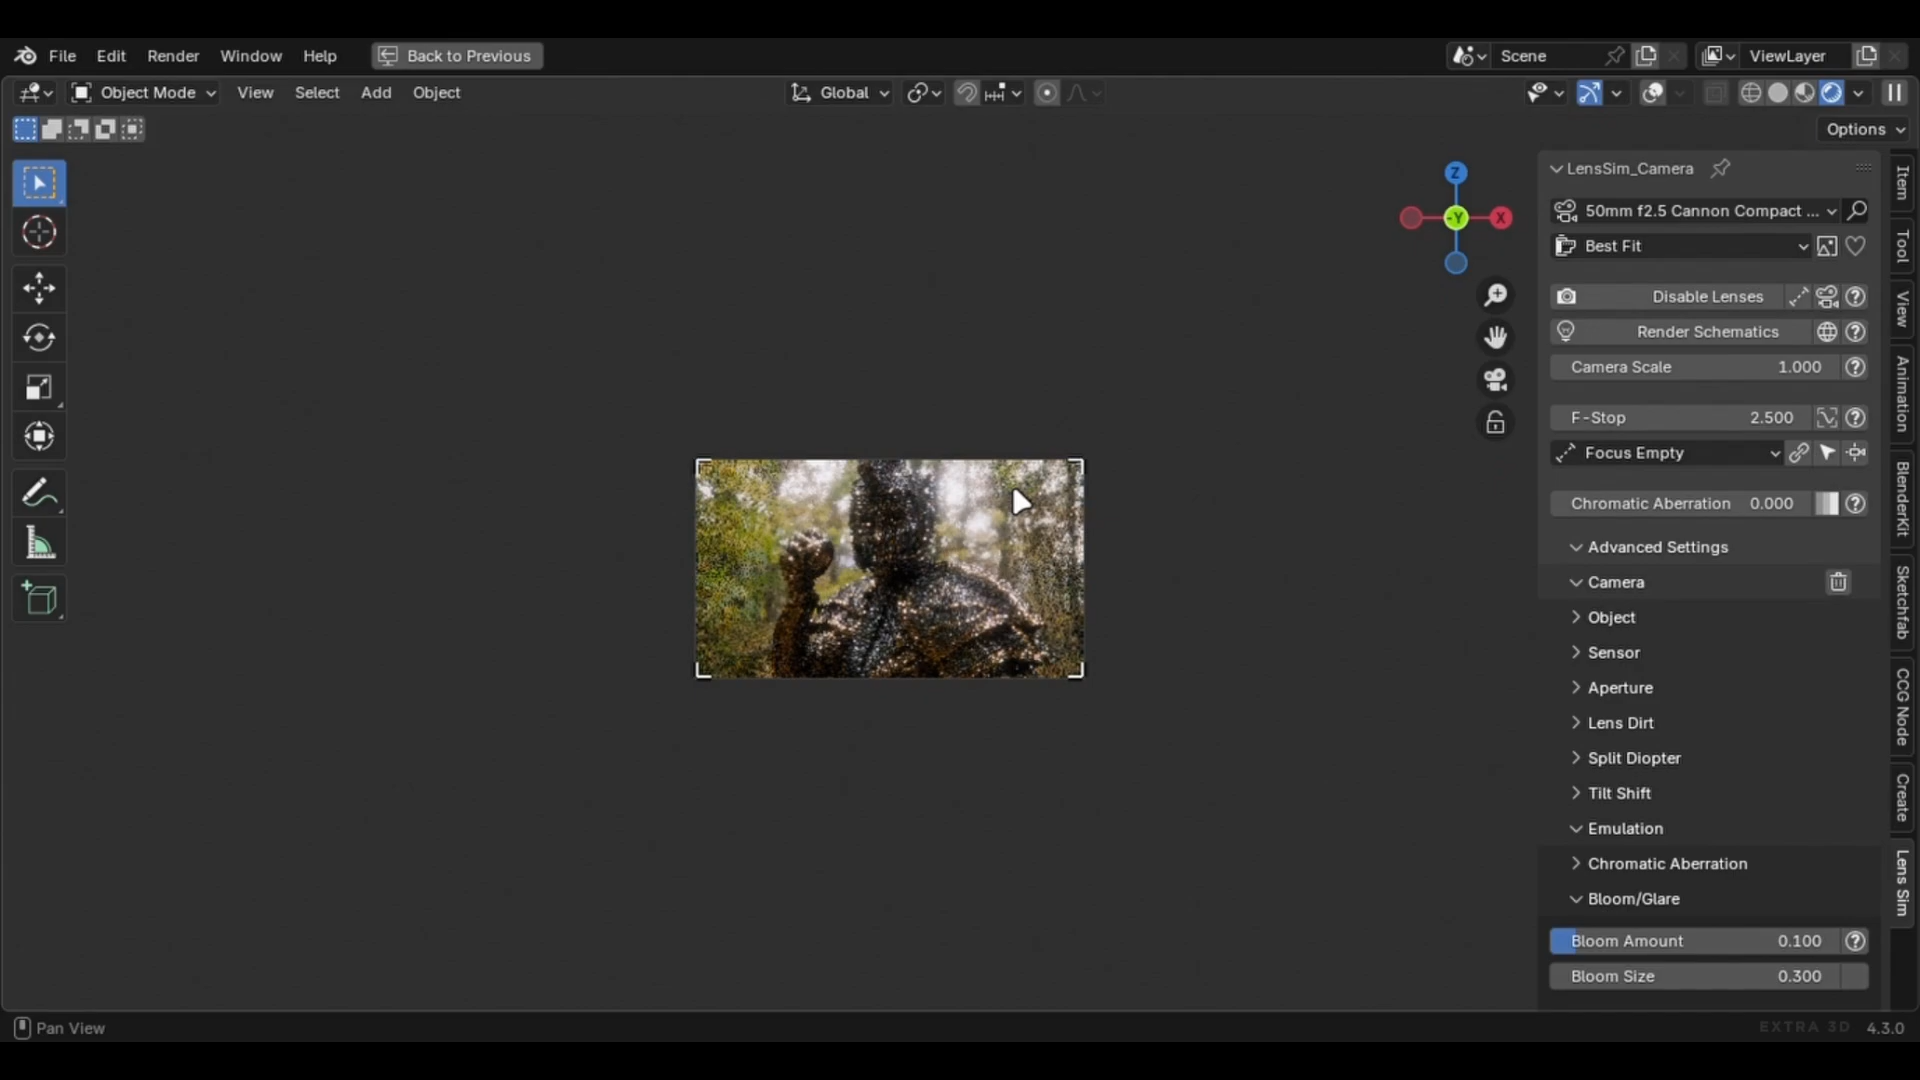 File Edit Render Window Help Back to Previous Scene ViewLayer
Object Mode View Select Add Object Global
Options
Z
-Y X
LensSim_Camera
50mm f2.5 Cannon Compact ...
Best Fit
Disable Lenses
Render Schematics
Camera Scale 1.000
F-Stop 2.500
Focus Empty
Chromatic Aberration 0.000
Advanced Settings
Camera
Object
Sensor
Aperture
Lens Dirt
Split Diopter
Tilt Shift
Emulation
Chromatic Aberration
Bloom/Glare
Bloom Amount 0.100
Bloom Size 0.300
Item
Tool
View
Animation
BlenderKit
Sketchfab
CCG Node
Create
Lens Sim
Pan View EXTRA 3D 4.3.0